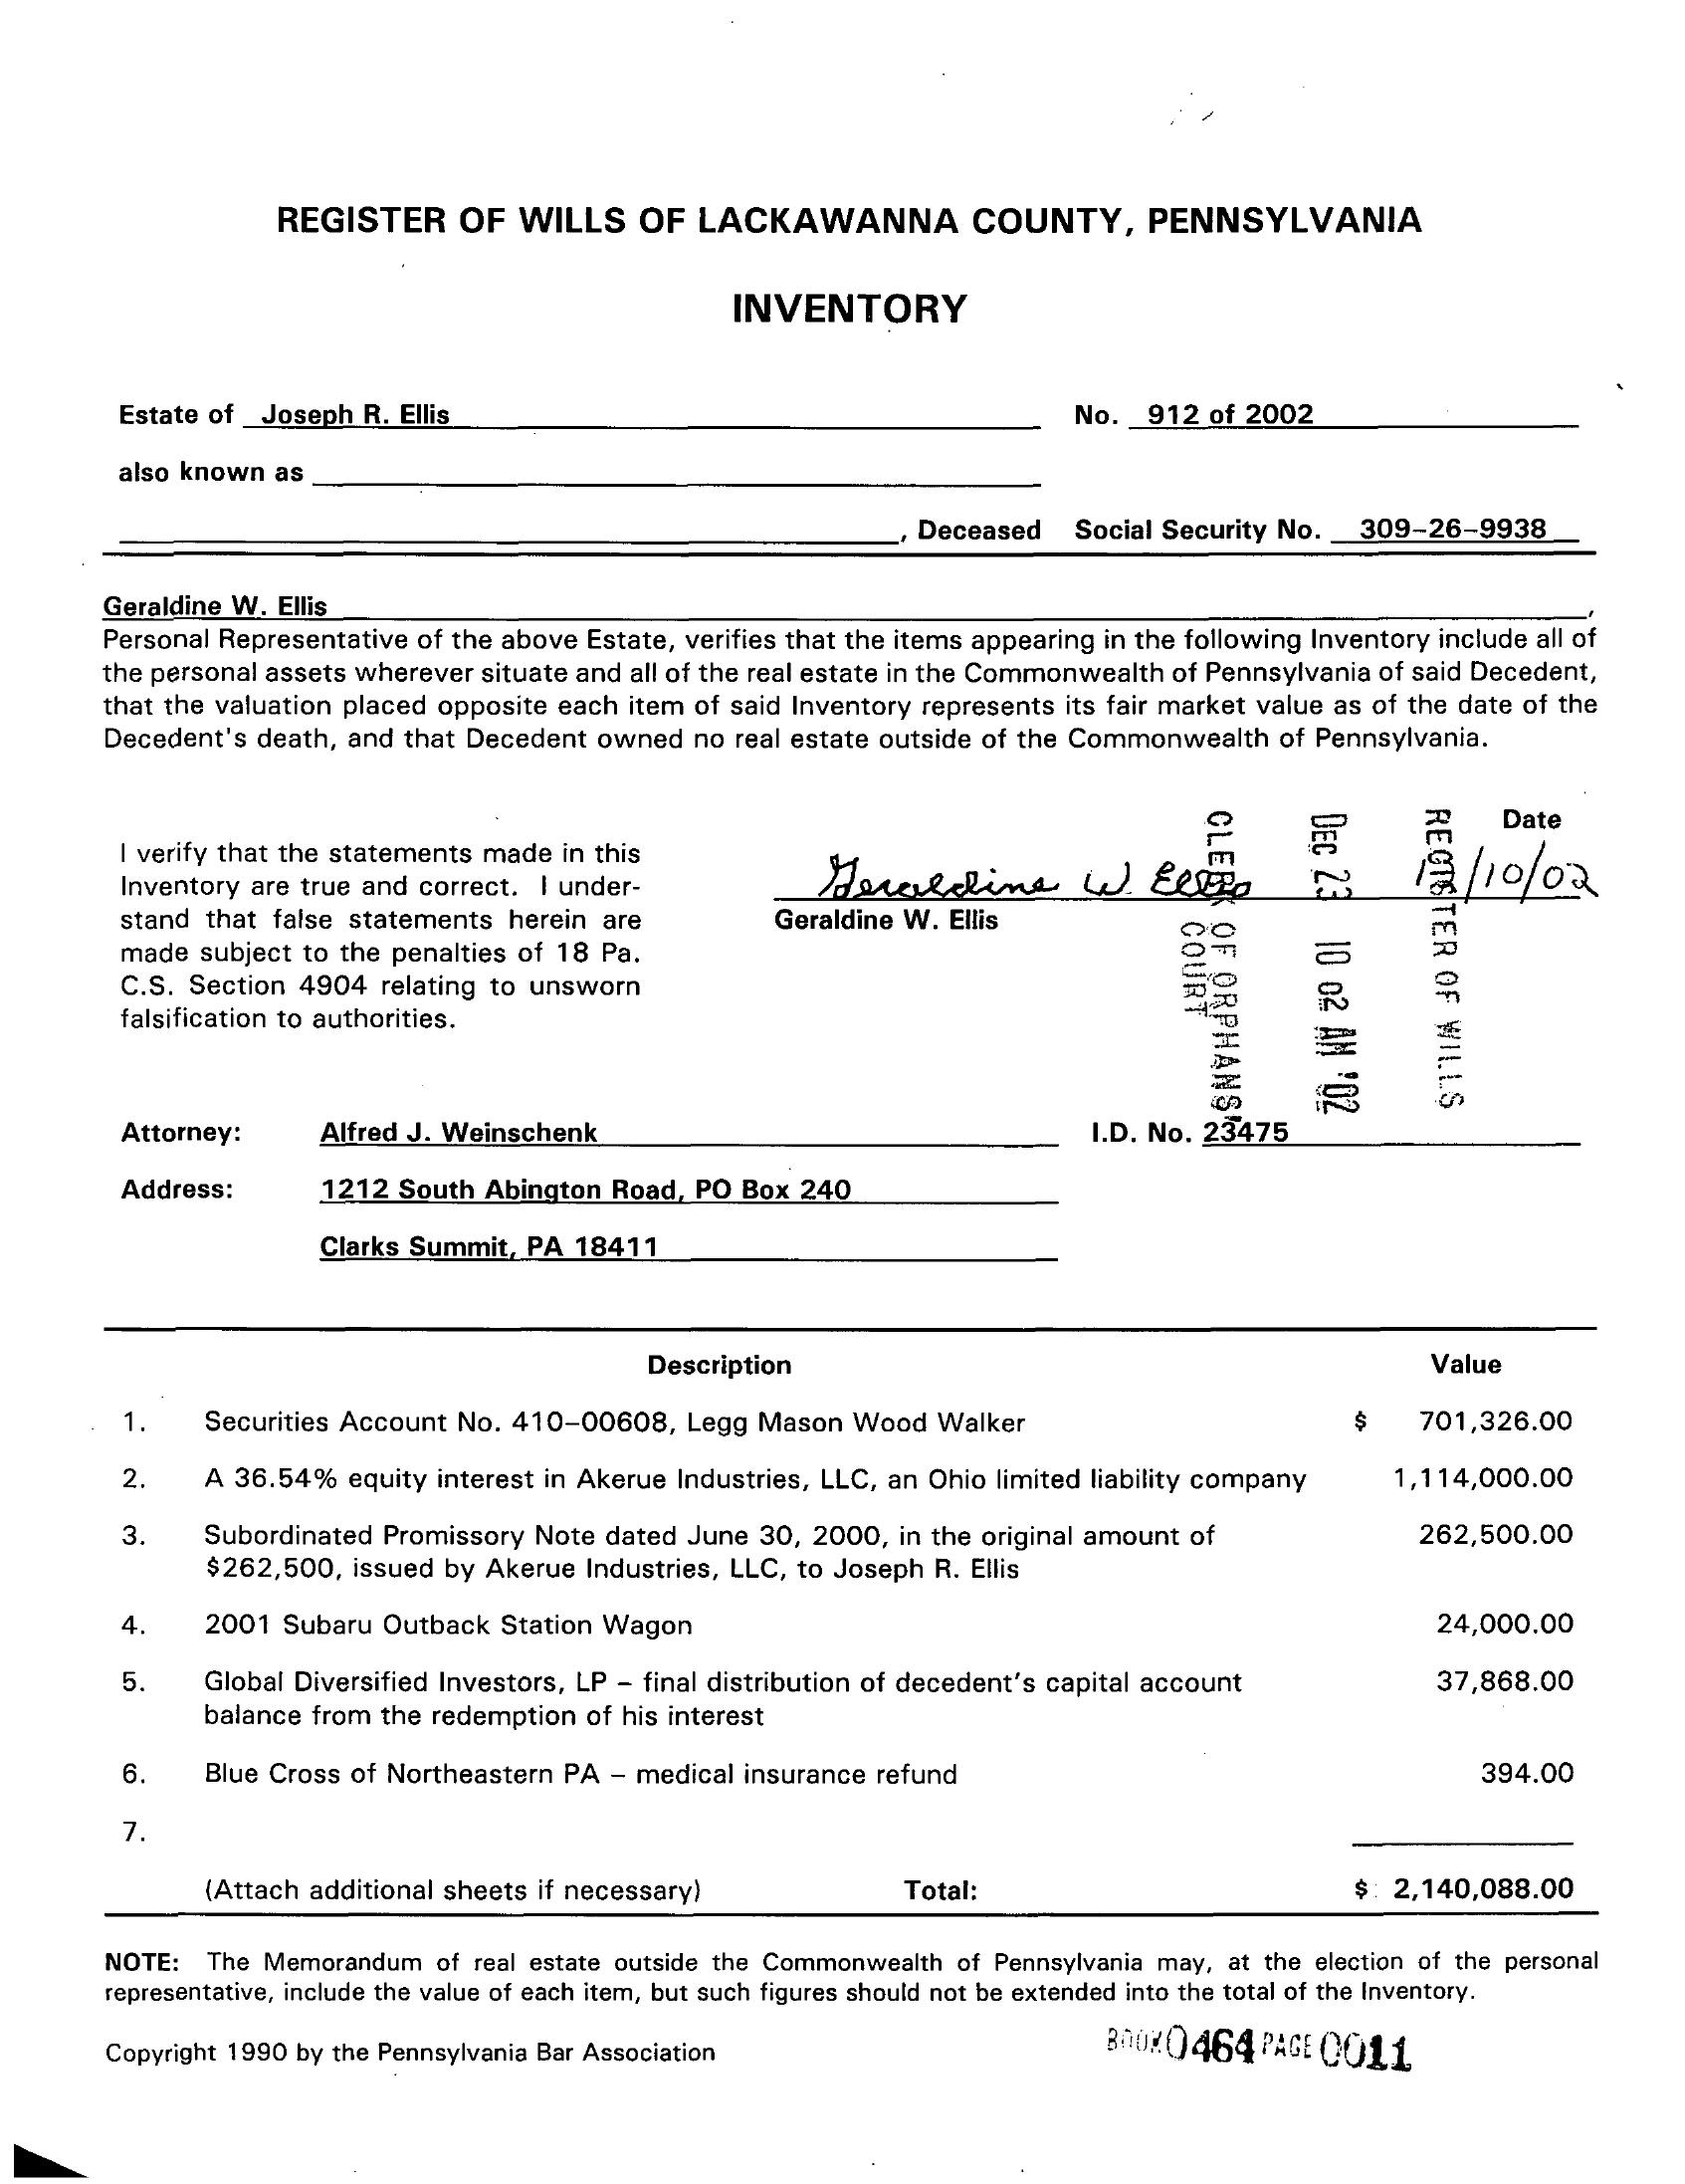 REGISTER OF WILLS OF LACKAWANNA COUNTY, PENNSYLVANIA
INVENTORY
Estate of Joseph R. Ellis No. 912 of 2002
also known as
, Deceased Social Security No. 309-26-9938
Geraldine W. Ellis ,
Personal Representative of the above Estate, verifies that the items appearing in the following Inventory include all of
the personal assets wherever situate and all of the real estate in the Commonwealth of Pennsylvania of said Decedent,
that the valuation placed opposite each item of said Inventory represents its fair market value as of the date of the
Decedent's death, and that Decedent owned no real estate outside of the Commonwealth of Pennsylvania.
Date
I verify that the statements made in this
Inventory are true and correct. I under-
stand that false statements herein are
made subject to the penalties of 18 Pa.
C.S. Section 4904 relating to unsworn
falsification to authorities.
Geraldine W. Ellis 12/10/02
Geraldine W. Ellis
REGISTER OF WILLS
DEC 23 10 02 AM '02
CLERK OF ORPHANS'
COURT
Attorney: Alfred J. Weinschenk I.D. No. 23475
Address: 1212 South Abington Road, PO Box 240
Clarks Summit, PA 18411
Description Value
1. Securities Account No. 410-00608, Legg Mason Wood Walker $ 701,326.00
2. A 36.54% equity interest in Akerue Industries, LLC, an Ohio limited liability company 1,114,000.00
3. Subordinated Promissory Note dated June 30, 2000, in the original amount of 262,500.00
$262,500, issued by Akerue Industries, LLC, to Joseph R. Ellis
4. 2001 Subaru Outback Station Wagon 24,000.00
5. Global Diversified Investors, LP - final distribution of decedent's capital account 37,868.00
balance from the redemption of his interest
6. Blue Cross of Northeastern PA - medical insurance refund 394.00
7.
(Attach additional sheets if necessary) Total: $ 2,140,088.00
NOTE: The Memorandum of real estate outside the Commonwealth of Pennsylvania may, at the election of the personal
representative, include the value of each item, but such figures should not be extended into the total of the Inventory.
Copyright 1990 by the Pennsylvania Bar Association
BOOK 0464 PAGE 0011